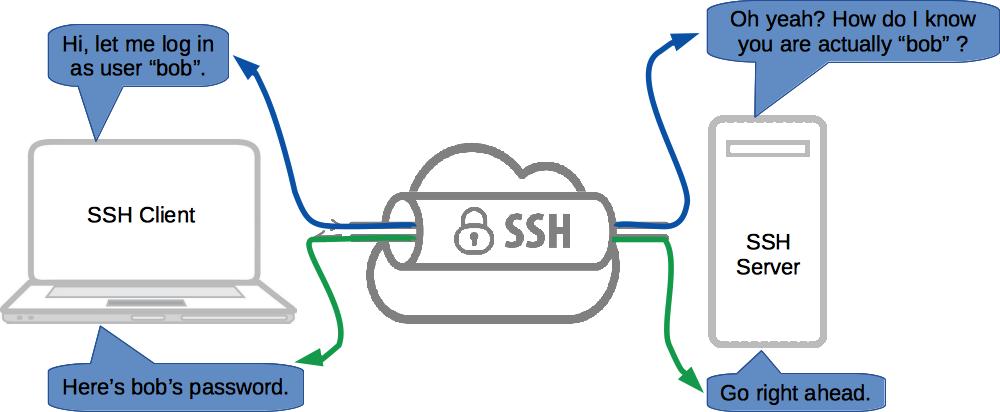 Hi, let me log in
as user “bob”.
Oh yeah? How do I know
you are actually “bob” ?
SSH Client
SSH
SSH
Server
Here’s bob’s password.
Go right ahead.